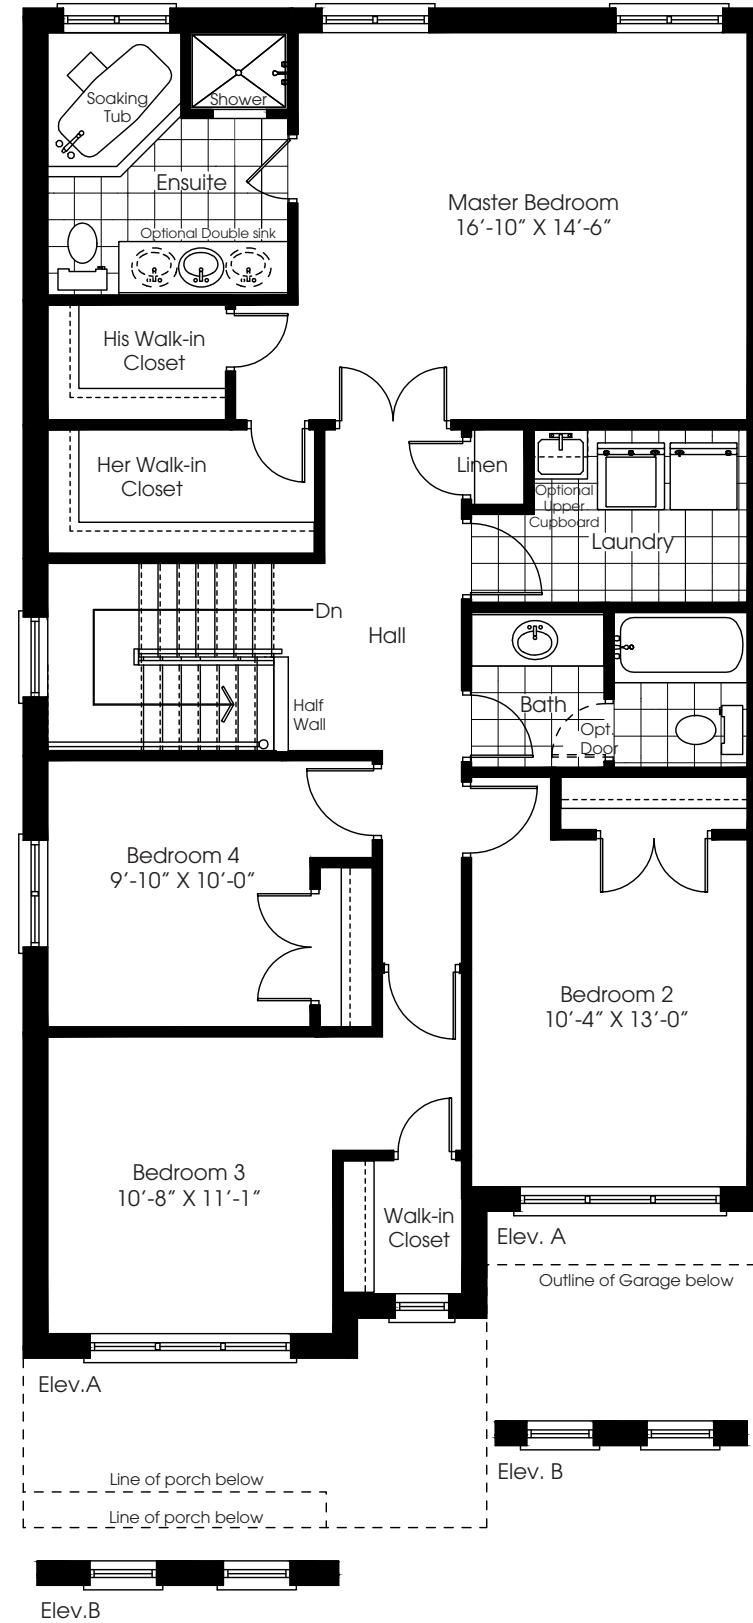 Soaking
Tub
Shower
Ensuite
Optional Double sink
Master Bedroom
16'-10" X 14'-6"
His Walk-in
Closet
Her Walk-in
Closet
Linen
Optional
Upper
Cupboard
Laundry
Dn
Hall
Half
Wall
Bath
Opt.
Door
Bedroom 4
9'-10" X 10'-0"
Bedroom 2
10'-4" X 13'-0"
Bedroom 3
10'-8" X 11'-1"
Walk-in
Closet
Elev. A
Outline of Garage below
Elev.A
Elev. B
Line of porch below
Line of porch below
Elev.B